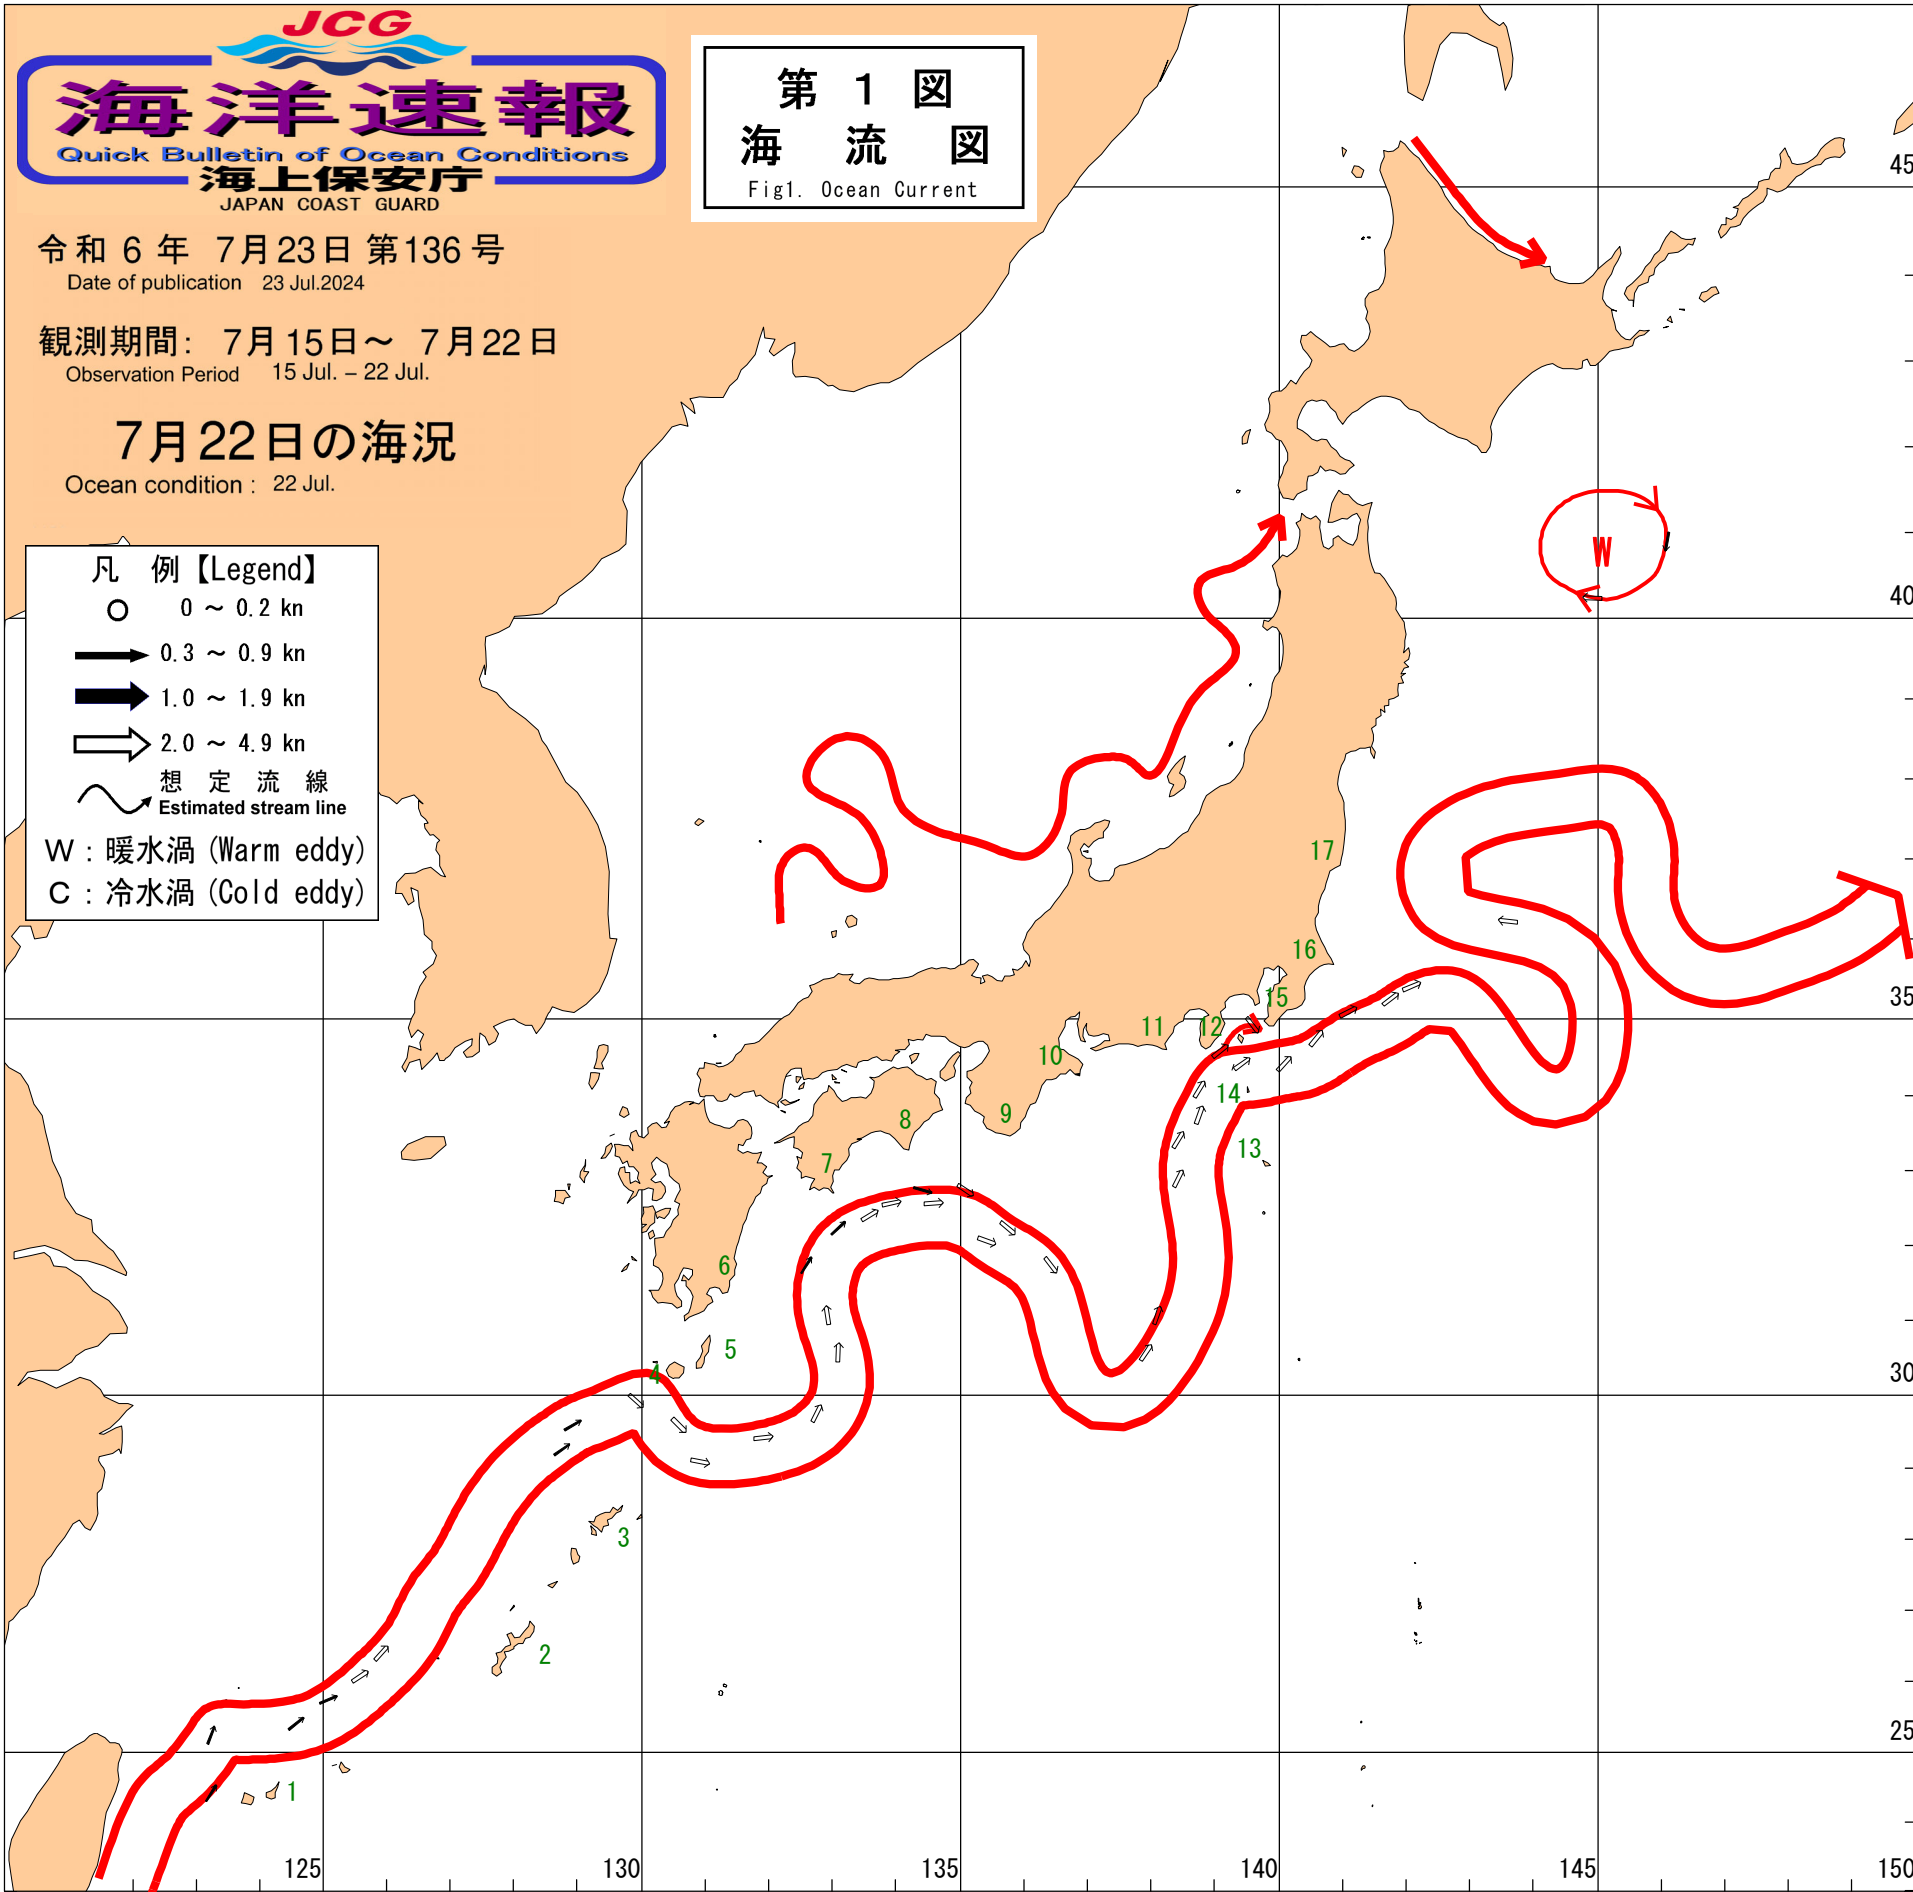 JCG
海洋速報
Quick Bulletin of Ocean Conditions
海上保安庁
JAPAN COAST GUARD
第 1 図
海 流 図
Fig1. Ocean Current
令和 6 年 7月23日 第136号
Date of publication 23 Jul.2024
観測期間: 7月15日～ 7月22日
Observation Period 15 Jul. – 22 Jul.
7月22日の海況
Ocean condition : 22 Jul.
凡 例【Legend】
0 ～ 0.2 kn
0.3 ～ 0.9 kn
1.0 ～ 1.9 kn
2.0 ～ 4.9 kn
想 定 流 線
Estimated stream line
W : 暖水渦 (Warm eddy)
C : 冷水渦 (Cold eddy)
45
W
40
17
16
35
15
12
11
10
14
9
8
13
7
6
5
4
30
3
2
25
1
125
130
135
140
145
150